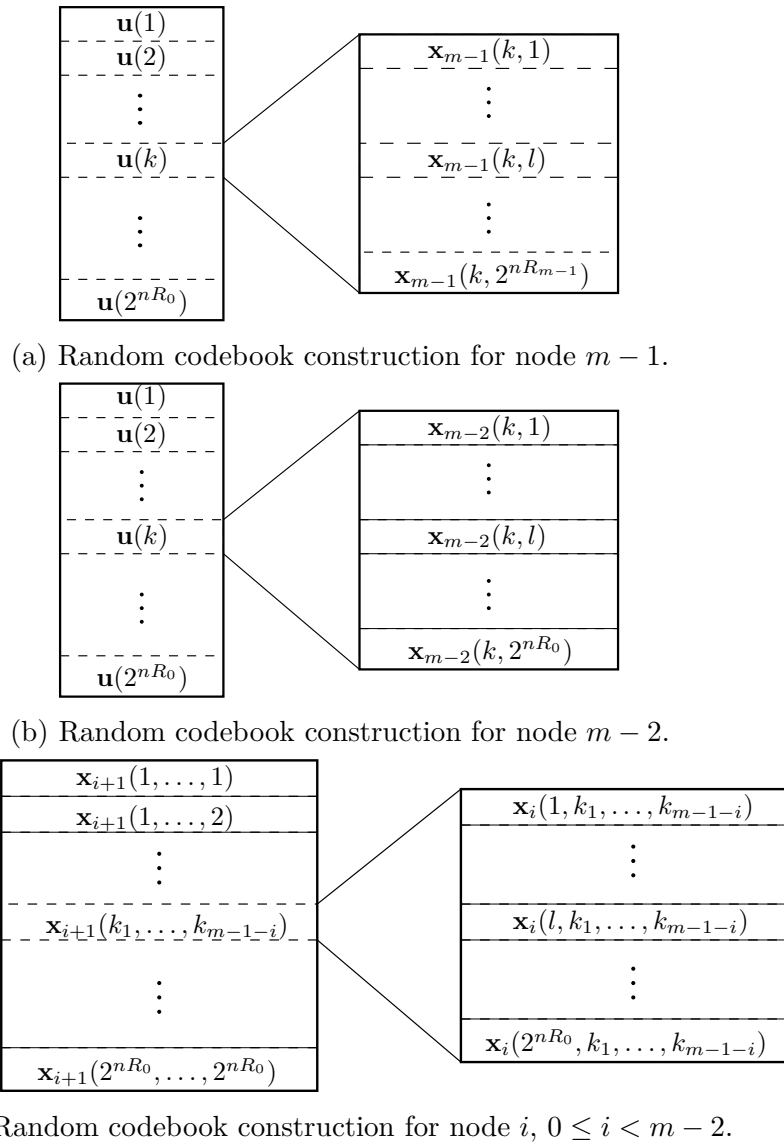 u(1)
u(2)
⋮
u(k)
⋮
u(2^{nR_0})
x_{m−1}(k, 1)
⋮
x_{m−1}(k, l)
⋮
x_{m−1}(k, 2^{nR_{m−1}})
(a) Random codebook construction for node m − 1.
u(1)
u(2)
⋮
u(k)
⋮
u(2^{nR_0})
x_{m−2}(k, 1)
⋮
x_{m−2}(k, l)
⋮
x_{m−2}(k, 2^{nR_0})
(b) Random codebook construction for node m − 2.
x_{i+1}(1, . . . , 1)
x_{i+1}(1, . . . , 2)
⋮
x_{i+1}(k_1, . . . , k_{m−1−i})
⋮
x_{i+1}(2^{nR_0}, . . . , 2^{nR_0})
x_i(1, k_1, . . . , k_{m−1−i})
⋮
x_i(l, k_1, . . . , k_{m−1−i})
⋮
x_i(2^{nR_0}, k_1, . . . , k_{m−1−i})
Random codebook construction for node i, 0 ≤ i < m − 2.